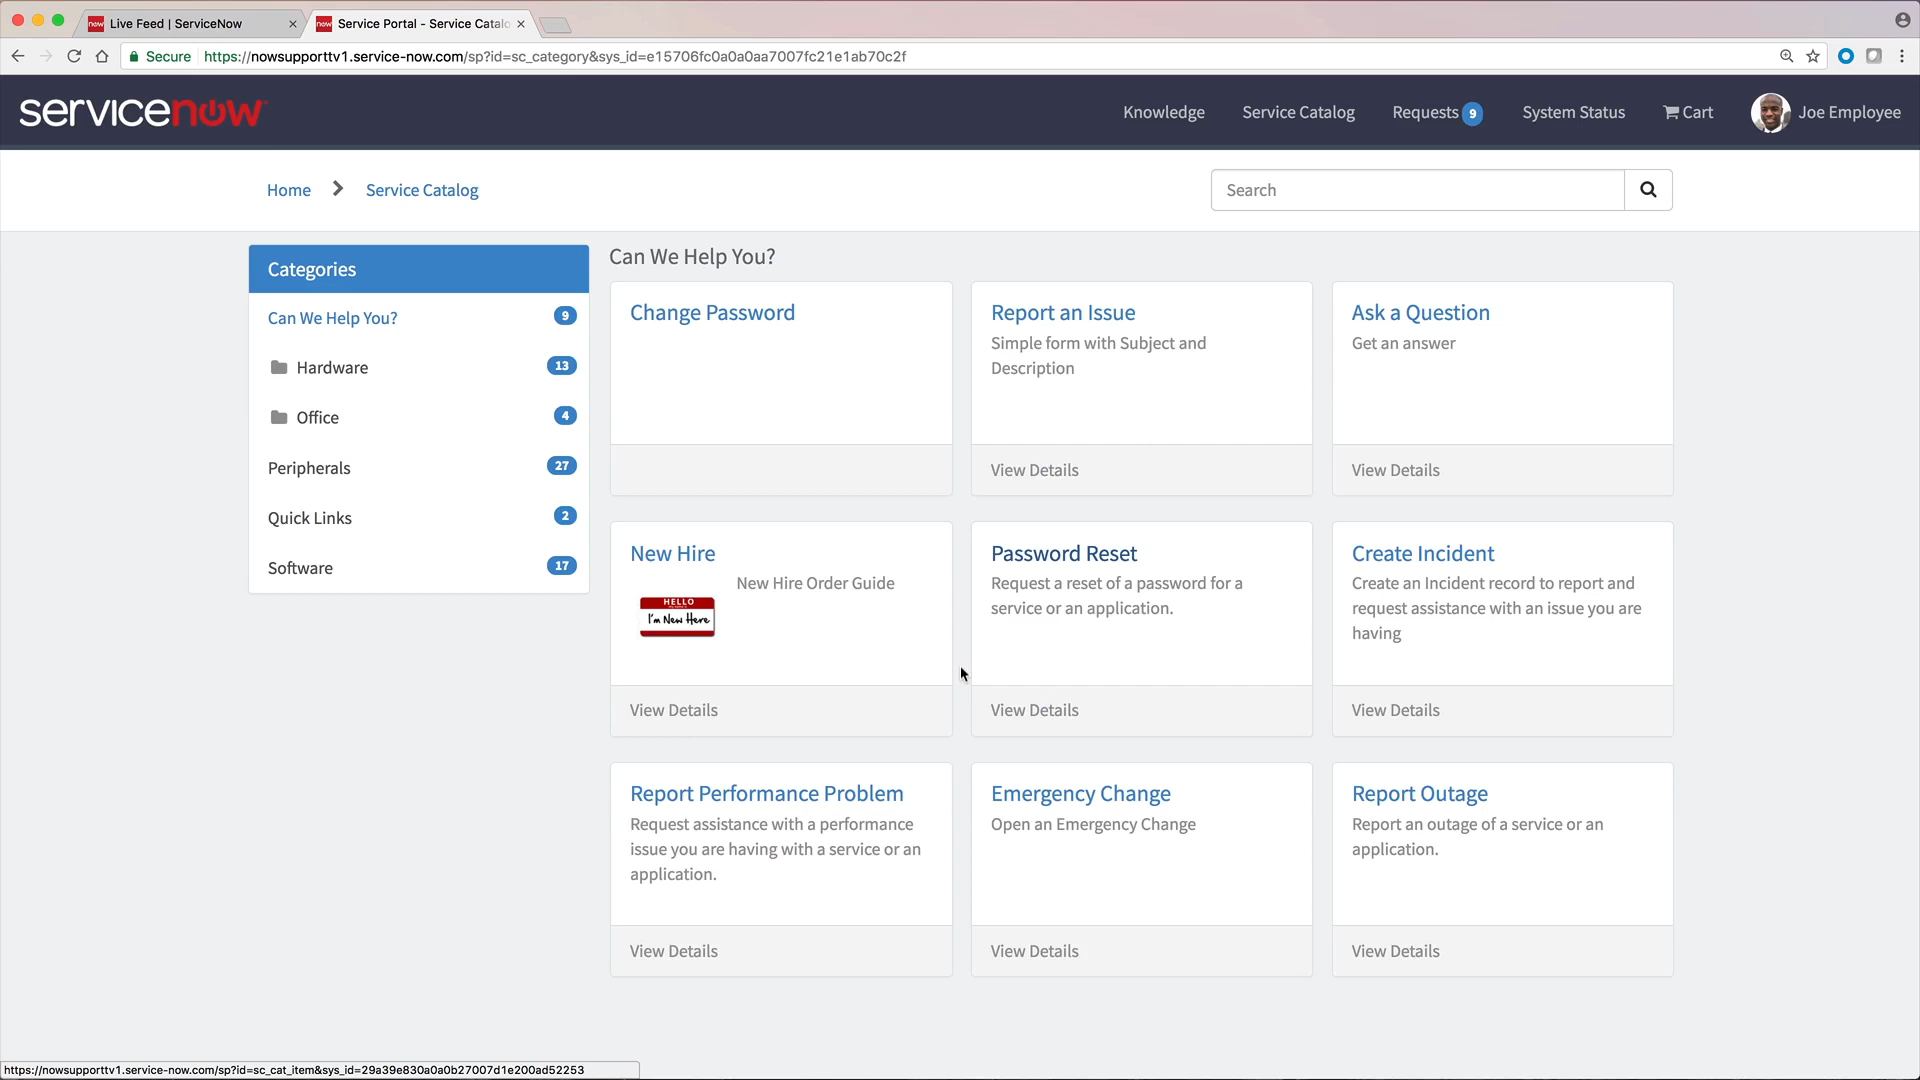 Live Feed | ServiceNow
Service Portal - Service Catalo
Secure
https://nowsupporttv1.service-now.com/sp?id=sc_category&sys_id=e15706fc0a0a0aa7007fc21e1ab70c2f
servicenow
Knowledge
Service Catalog
Requests 9
System Status
Cart
Joe Employee
Home
Service Catalog
Search
Categories
Can We Help You? 9
Hardware 13
Office 4
Peripherals 27
Quick Links 2
Software 17
Can We Help You?
Change Password
Report an Issue
Simple form with Subject and
Description
View Details
Ask a Question
Get an answer
View Details
New Hire
New Hire Order Guide
HELLO
I'm New Here
View Details
Password Reset
Request a reset of a password for a
service or an application.
View Details
Create Incident
Create an Incident record to report and
request assistance with an issue you are
having
View Details
Report Performance Problem
Request assistance with a performance
issue you are having with a service or an
application.
View Details
Emergency Change
Open an Emergency Change
View Details
Report Outage
Report an outage of a service or an
application.
View Details
https://nowsupporttv1.service-now.com/sp?id=sc_cat_item&sys_id=29a39e830a0a0b27007d1e200ad52253